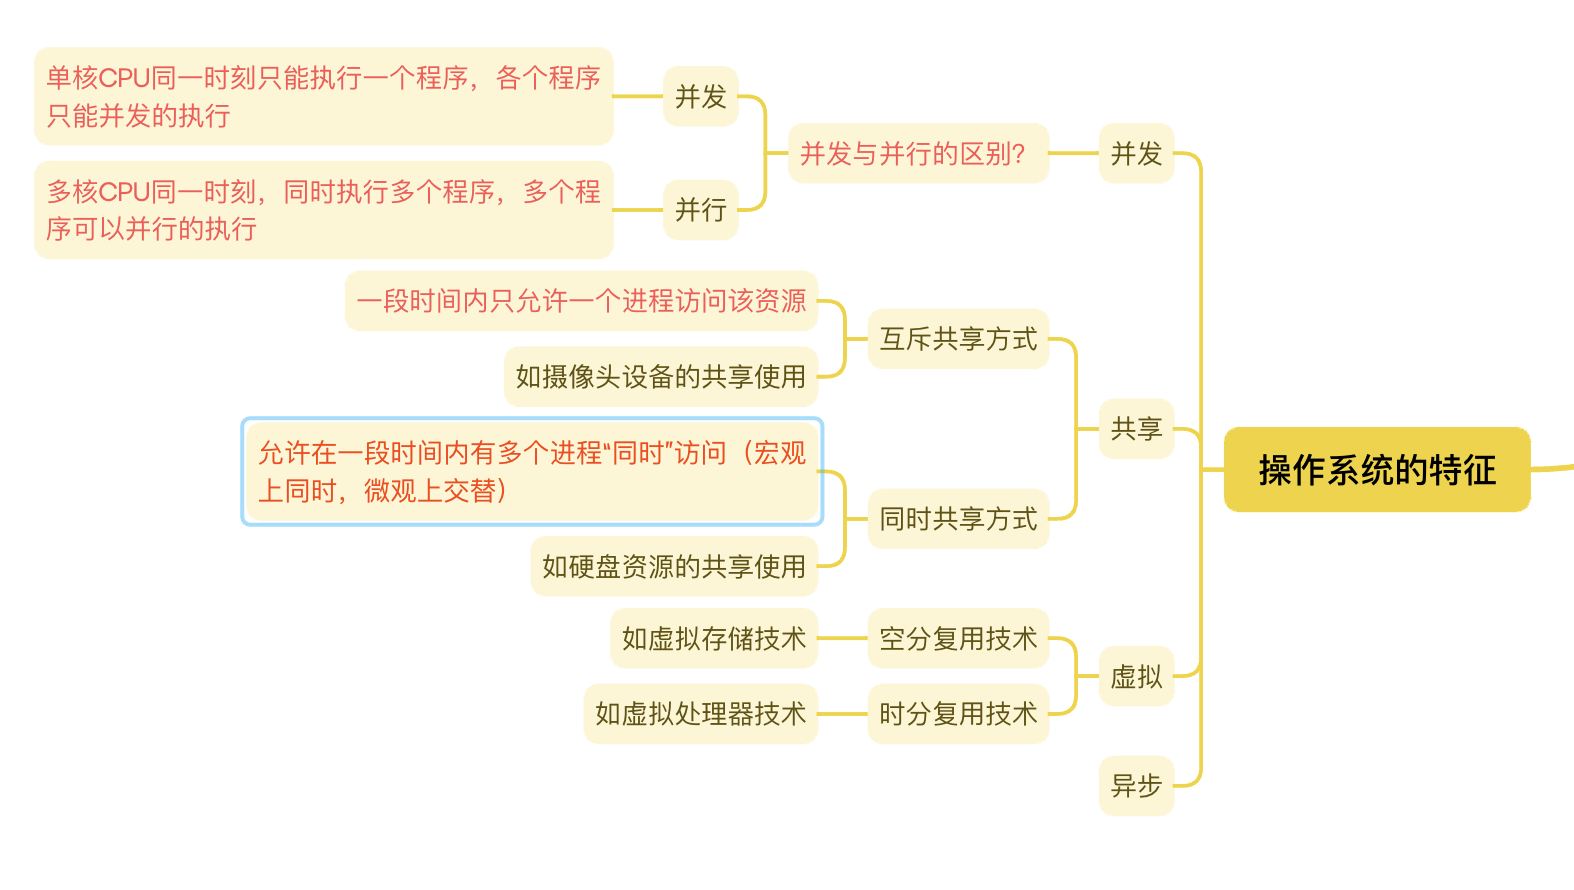 单核CPU同一时刻只能执行一个程序，各个程序
只能并发的执行
并发
并发与并行的区别？
并发
多核CPU同一时刻，同时执行多个程序，多个程
序可以并行的执行
并行
一段时间内只允许一个进程访问该资源
互斥共享方式
如摄像头设备的共享使用
共享
允许在一段时间内有多个进程“同时”访问（宏观
上同时，微观上交替）
同时共享方式
如硬盘资源的共享使用
操作系统的特征
如虚拟存储技术
空分复用技术
虚拟
如虚拟处理器技术
时分复用技术
异步